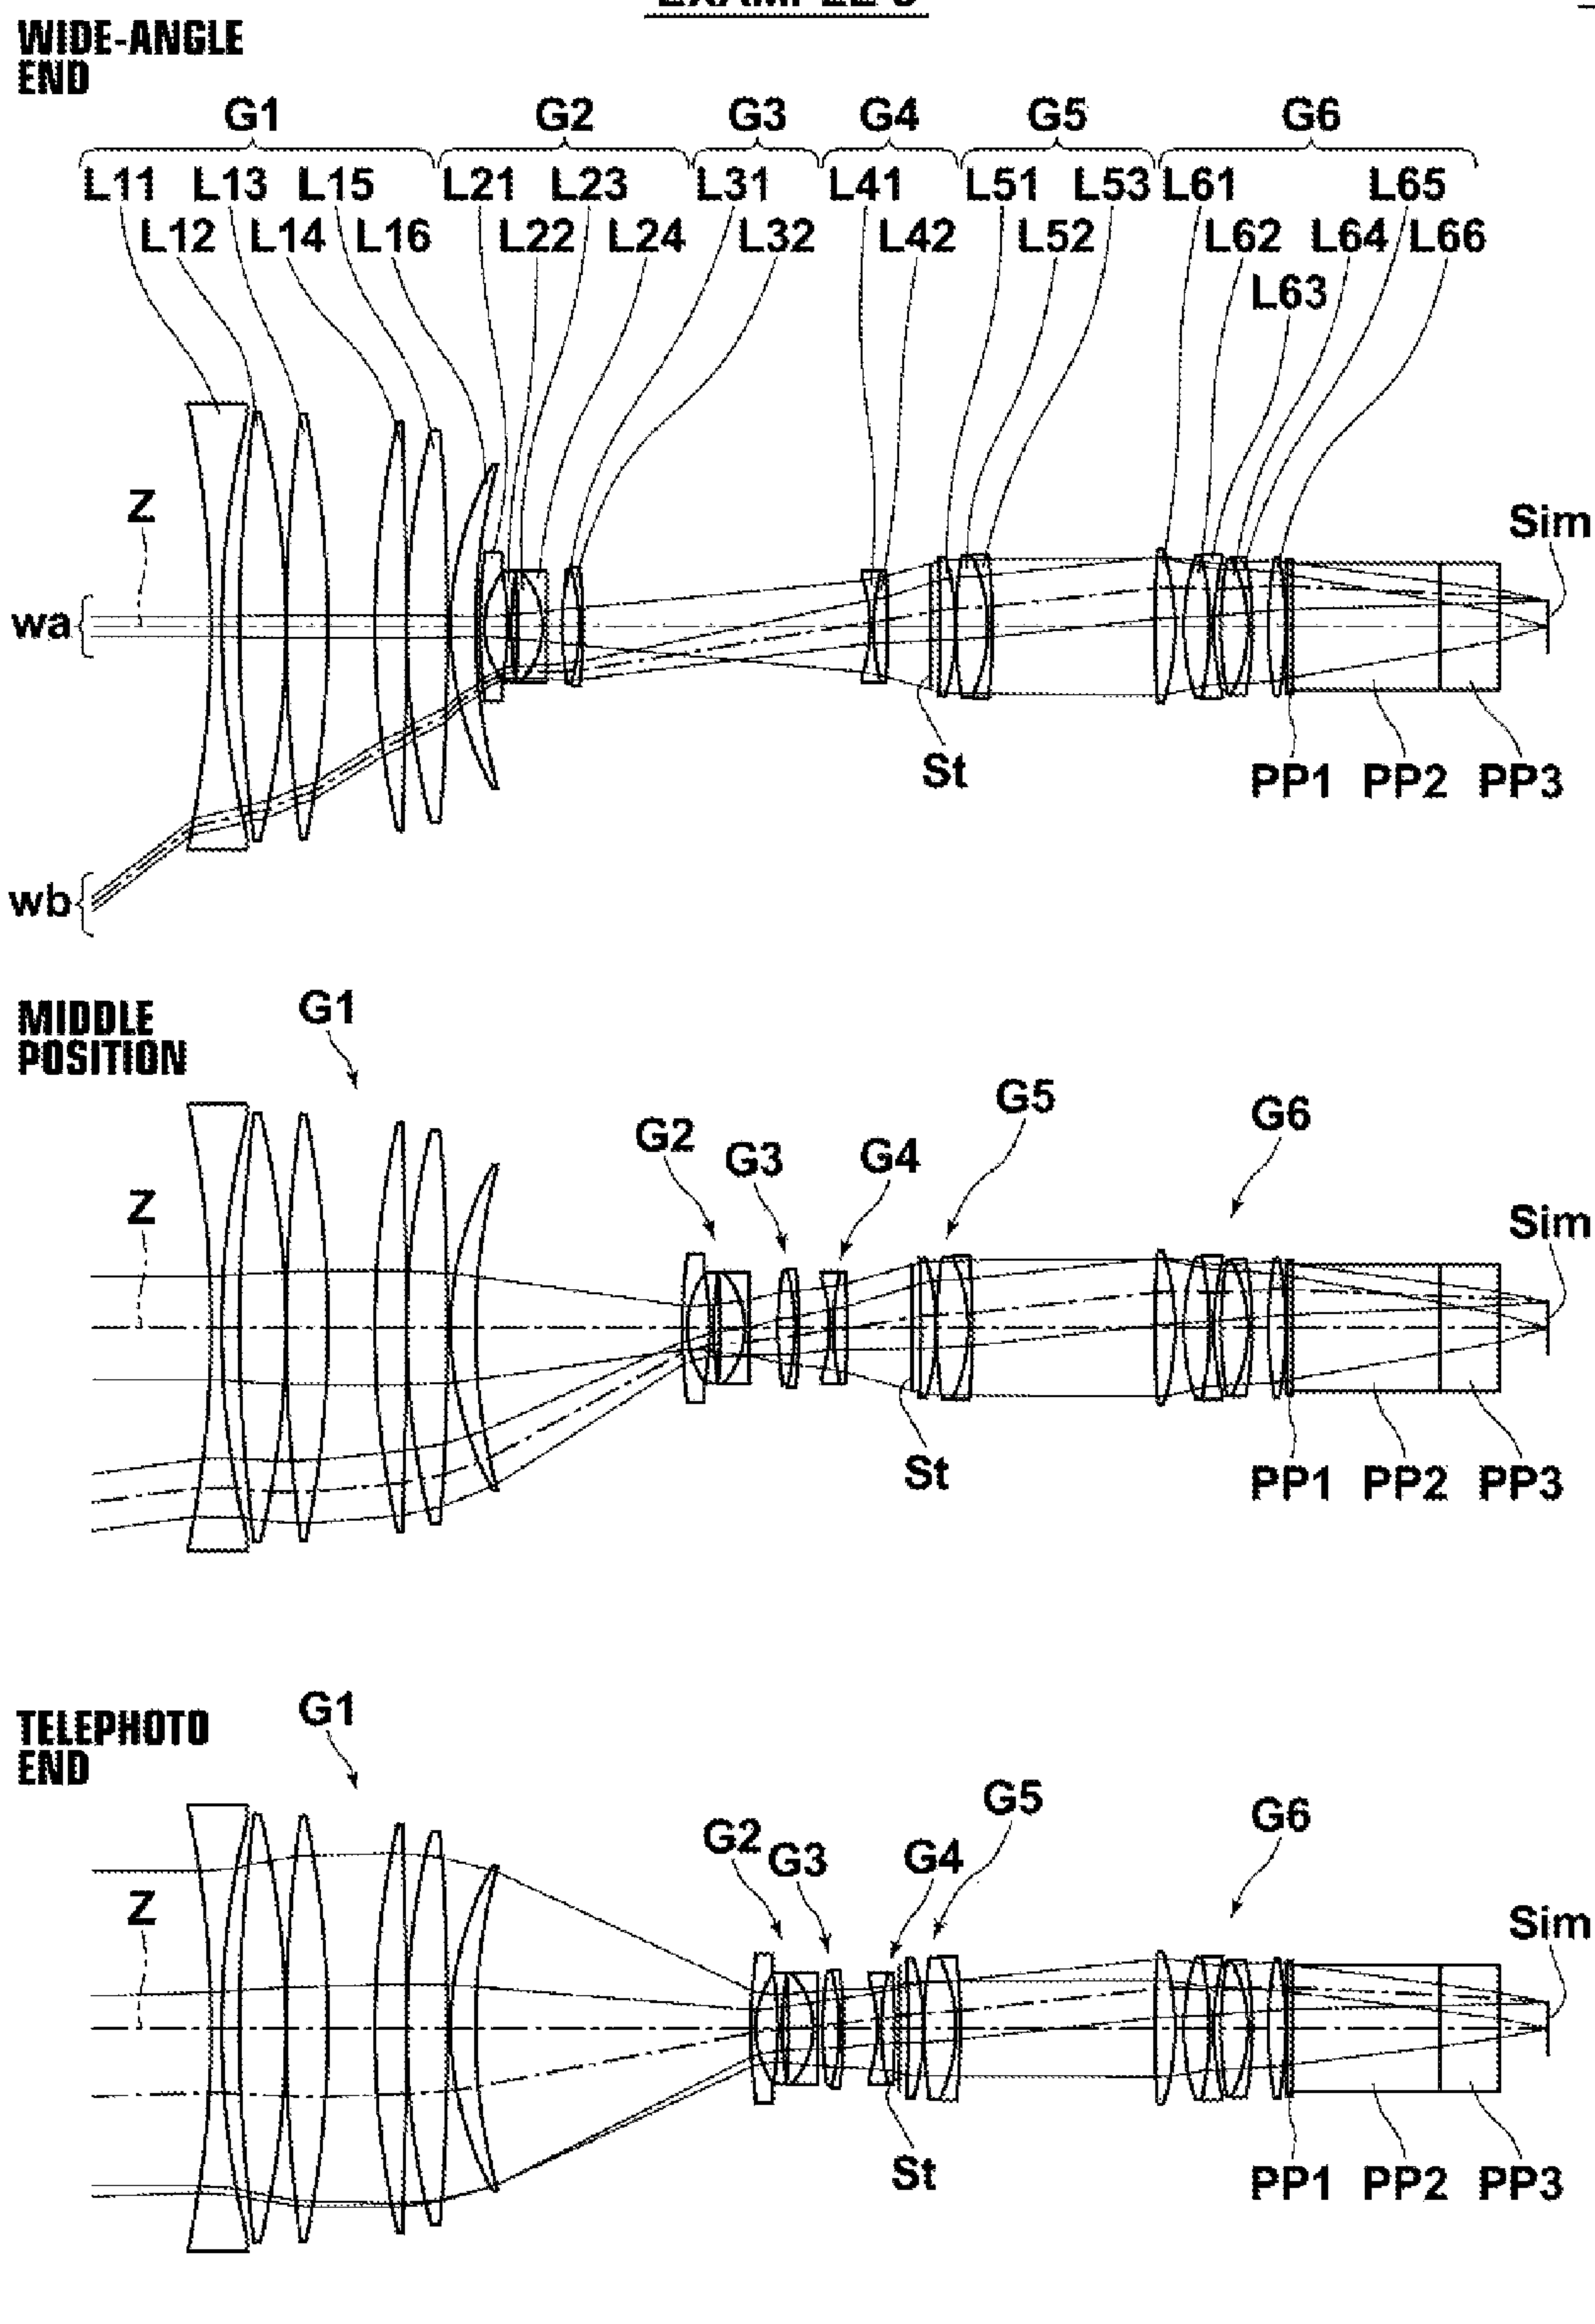 WIDE-ANGLE
END
G1 G2 G3 G4 G5 G6
L11 L13 L15 L21 L23 L31 L41 L51 L53 L61 L65
L12 L14 L16 L22 L24 L32 L42 L52 L62 L64 L66
L63
Z
Sim
wa
St
PP1 PP2 PP3
wb
MIDDLE
POSITION
G1
G5
G6
G2
G3
G4
Z
Sim
St
PP1 PP2 PP3
TELEPHOTO
END
G1
G5
G6
G2
G3
G4
Z
Sim
St
PP1 PP2 PP3